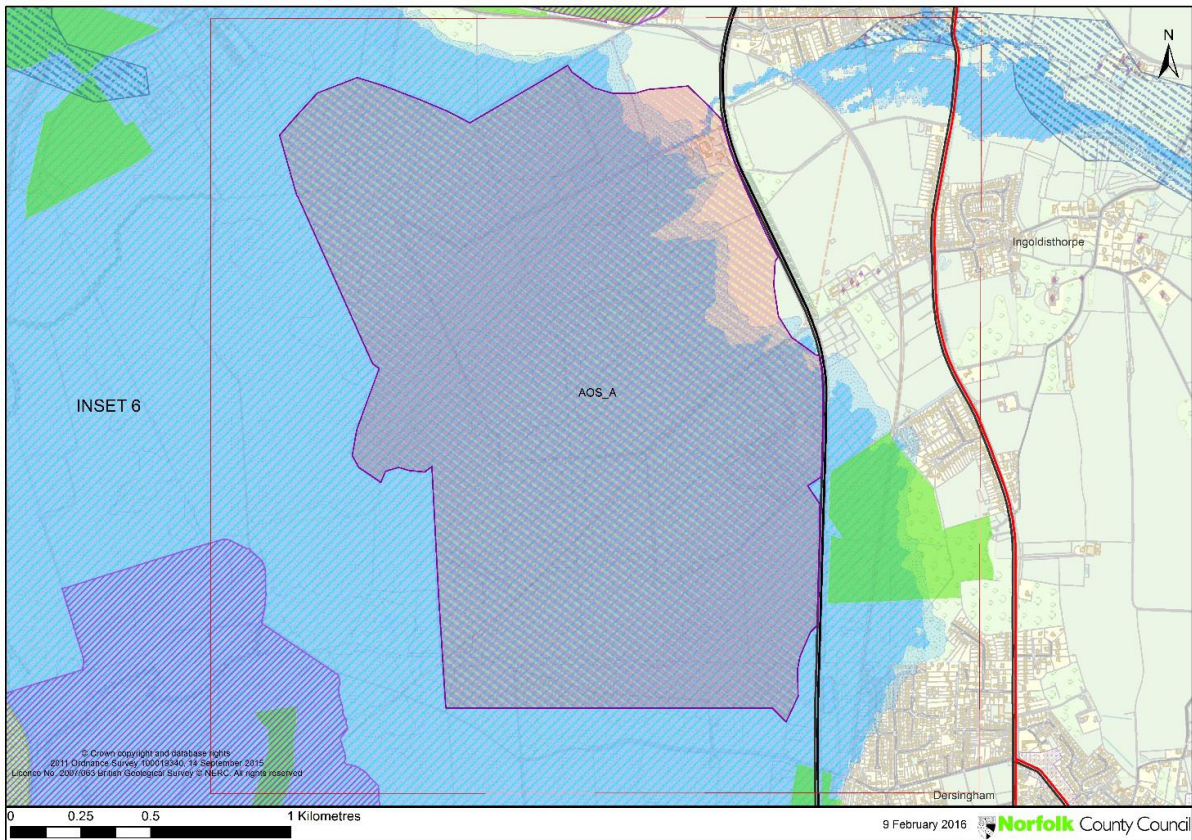 N
Ingoldisthorpe
AOS_A
INSET 6
© Crown copyright and database rights
2011 Ordnance Survey 100019340, 14 September 2015
Licence No. 2007/063 British Geological Survey © NERC. All rights reserved
Dersingham
0 0.25 0.5 1 Kilometres
9 February 2016 Norfolk County Council